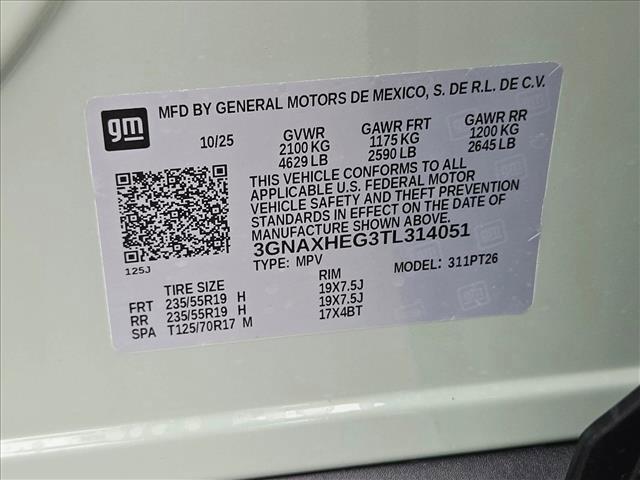 gm
MFD BY GENERAL MOTORS DE MEXICO, S. DE R.L. DE C.V.
10/25 GVWR GAWR FRT GAWR RR
2100 KG 1175 KG 1200 KG
4629 LB 2590 LB 2645 LB
THIS VEHICLE CONFORMS TO ALL
APPLICABLE U.S. FEDERAL MOTOR
VEHICLE SAFETY AND THEFT PREVENTION
STANDARDS IN EFFECT ON THE DATE OF
MANUFACTURE SHOWN ABOVE.
3GNAXHEG3TL314051
125J
TYPE: MPV MODEL: 311PT26
TIRE SIZE RIM
FRT 235/55R19 H 19X7.5J
RR 235/55R19 H 19X7.5J
SPA T125/70R17 M 17X4BT